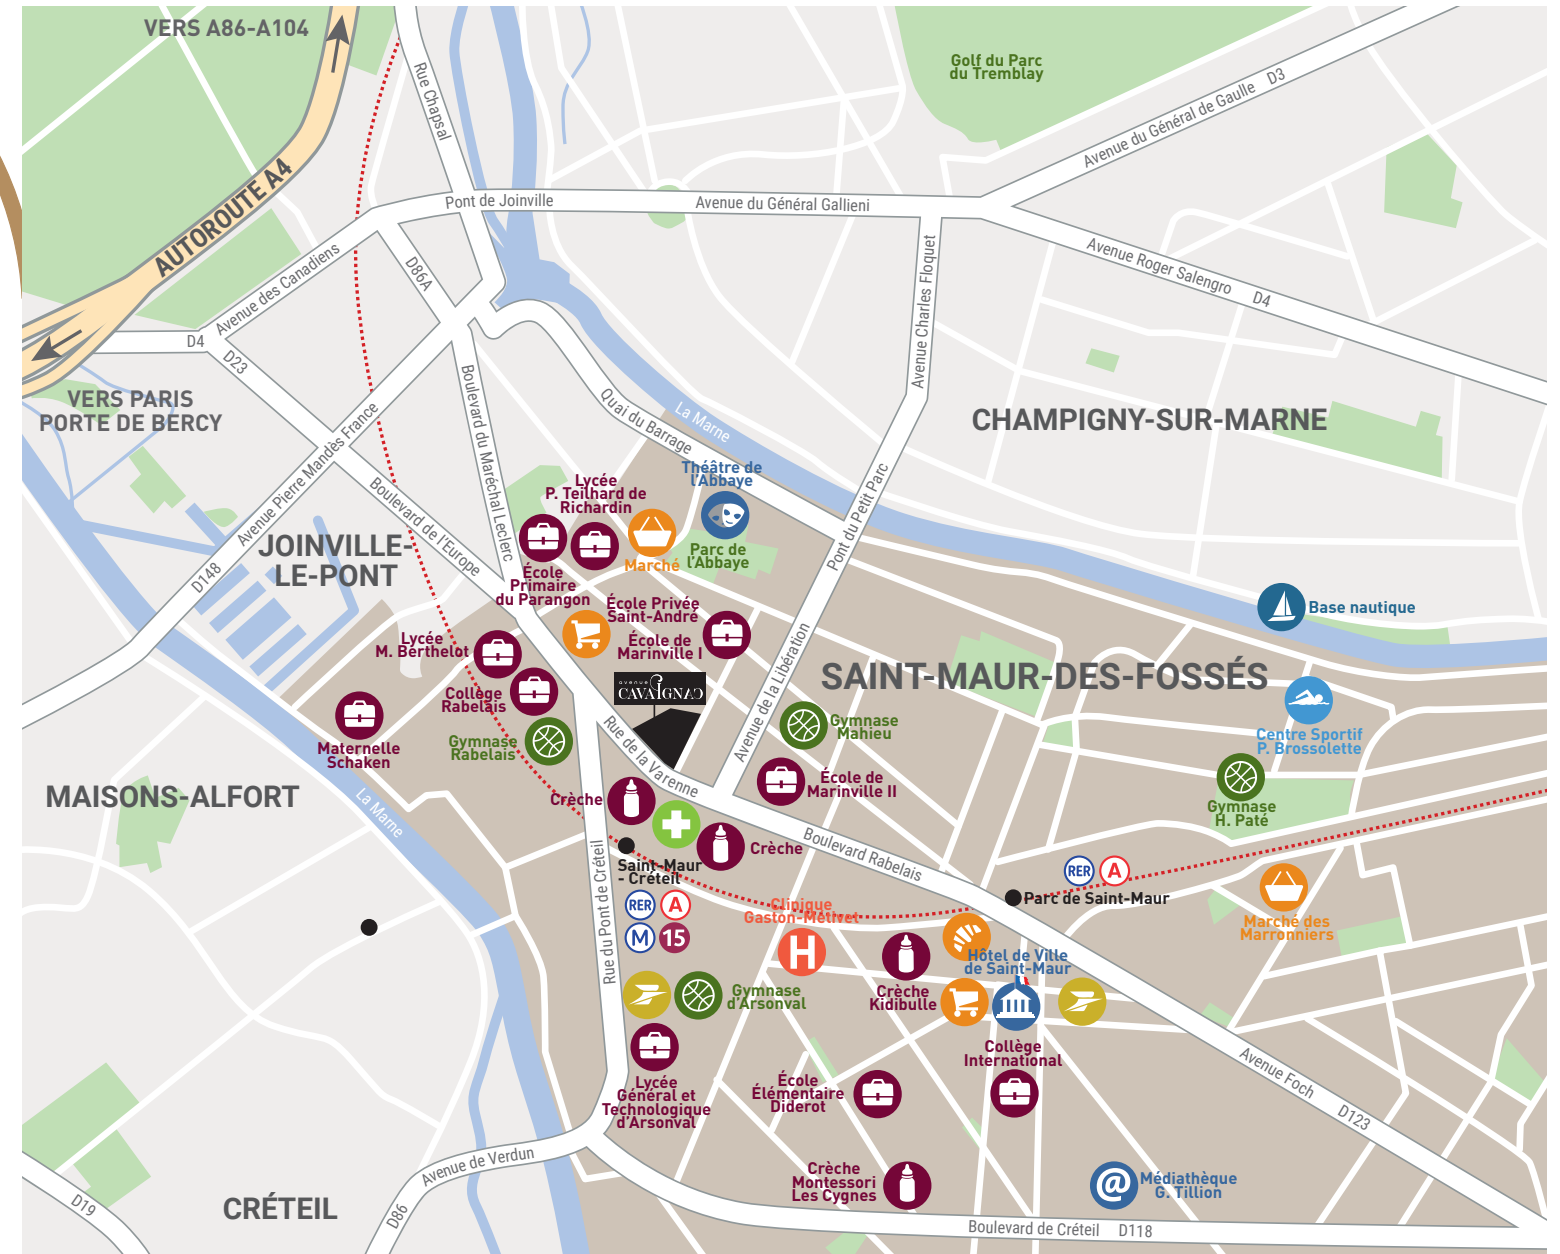 VERS A86-A104
Rue Chapsal
Golf du Parc
du Tremblay
Avenue du Général de Gaulle D3
AUTOROUTE A4
Pont de Joinville
Avenue du Général Gallieni
Avenue des Canadiens
D86A
Avenue Charles Floquet
Avenue Roger Salengro D4
D4
D23
VERS PARIS
PORTE DE BERCY
Boulevard du Maréchal Leclerc
Quai du Barrage
La Marne
CHAMPIGNY-SUR-MARNE
Avenue Pierre Mandès France
D148
Boulevard de l'Europe
Pont du Petit Parc
Lycée
P. Teilhard de
Richardin
Théâtre de
l'Abbaye
JOINVILLE-
LE-PONT
Marché
Parc de
l'Abbaye
École
Primaire
du Parangon
École Privée
Saint-André
École de
Marinville I
Base nautique
Lycée
M. Berthelot
Avenue de la Libération
SAINT-MAUR-DES-FOSSÉS
avenue
CAVAIGNAC
Collège
Rabelais
Gymnase
Rabelais
Rue de la Varenne
Gymnase
Mahieu
Centre Sportif
P. Brossolette
Maternelle
Schaken
École de
Marinville II
MAISONS-ALFORT
La Marne
Crèche
Gymnase
H. Paté
Crèche
Boulevard Rabelais
Rue du Pont de Créteil
Saint-Maur
- Créteil
RER A
M 15
RER A
Parc de Saint-Maur
Clinique
Gaston-Métivet
H
Marché des
Marronniers
Hôtel de Ville
de Saint-Maur
Crèche
Kidibulle
Gymnase
d'Arsonval
Collège
International
Avenue Foch
D123
Lycée
Général et
Technologique
d'Arsonval
École
Élémentaire
Diderot
Avenue de Verdun
D86
D19
CRÉTEIL
Crèche
Montessori
Les Cygnes
@
Médiathèque
G. Tillion
Boulevard de Créteil D118